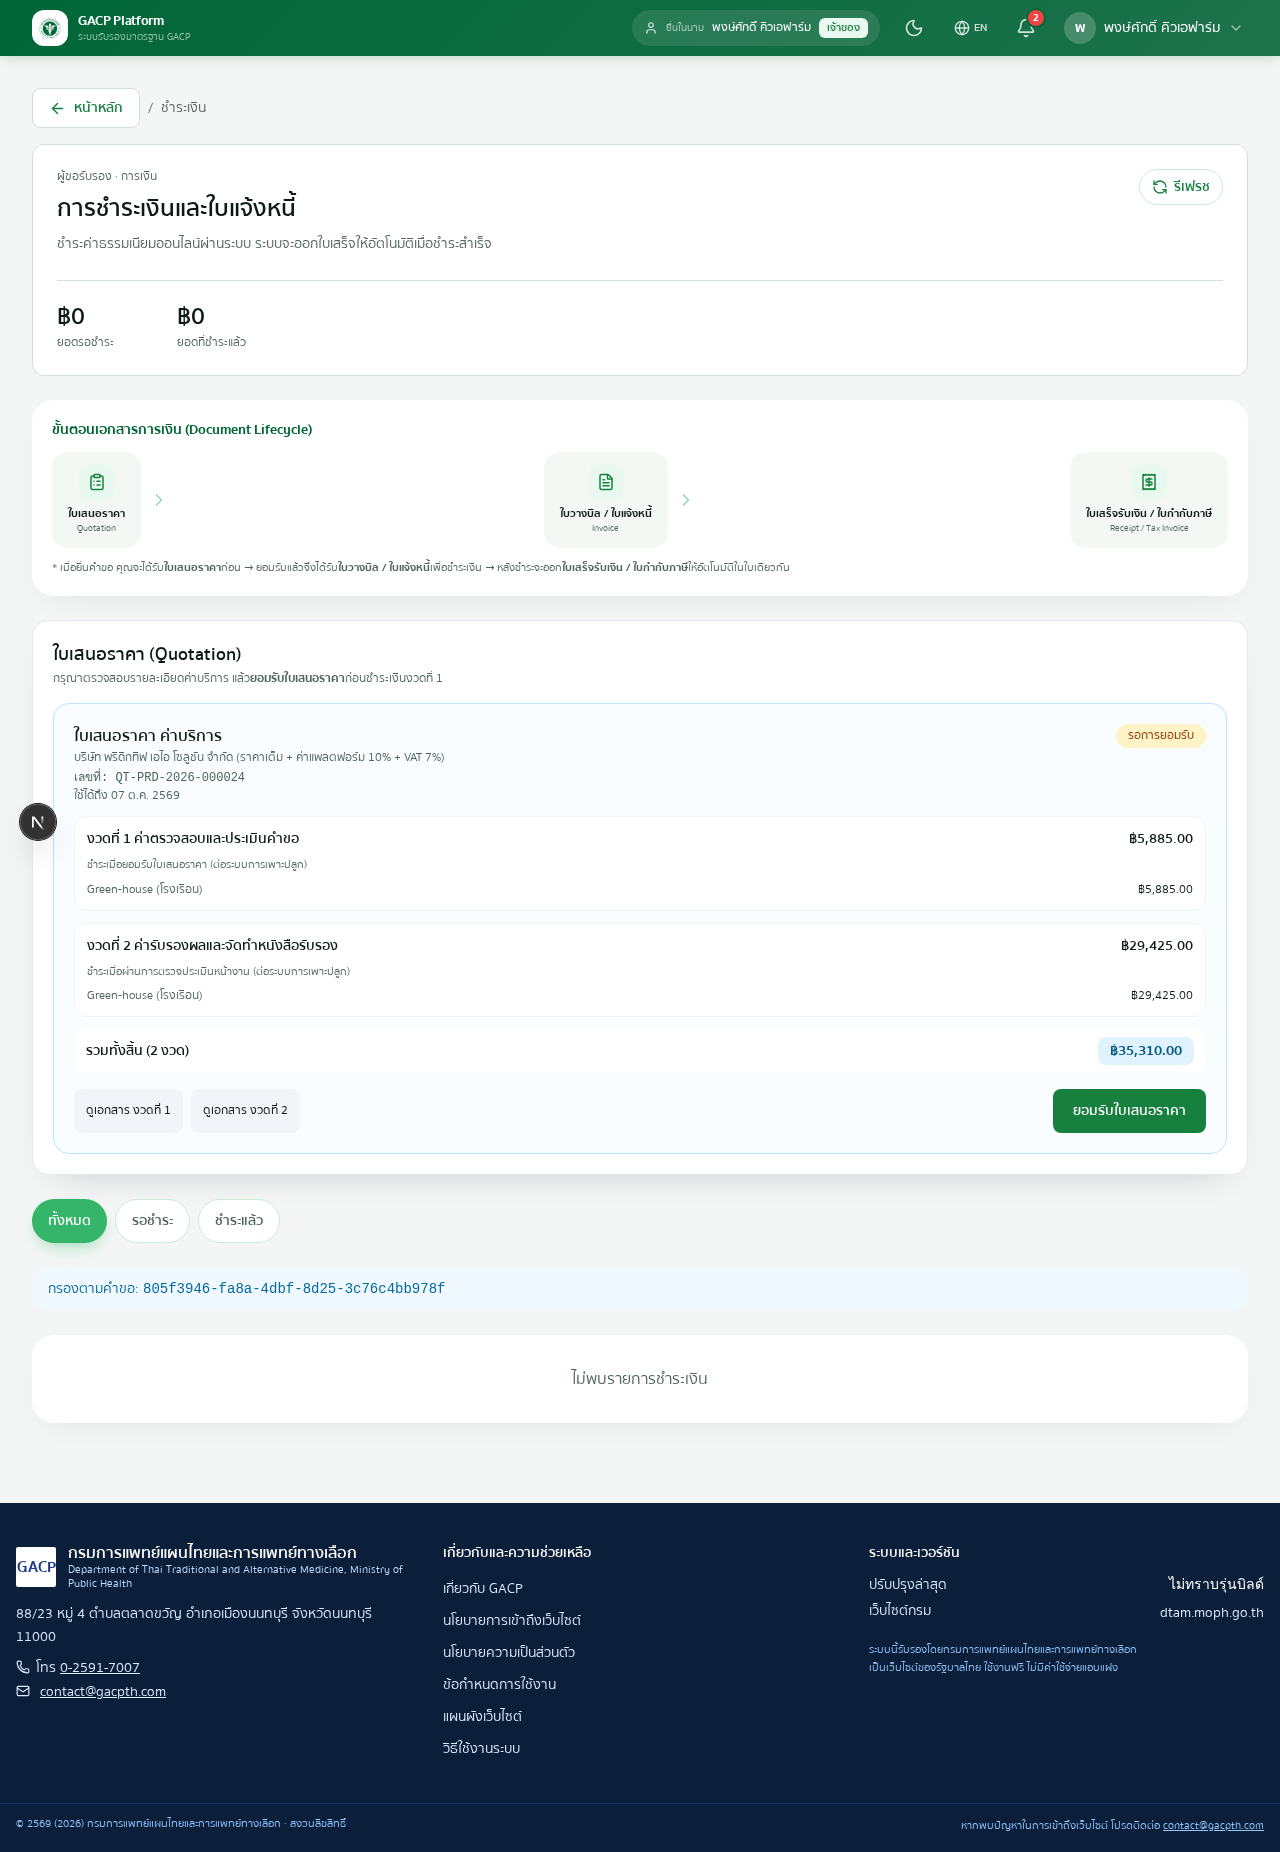 GACP Platform
ระบบรับรองมาตรฐาน GACP
ยื่นในนาม พงษ์ศักดิ์ คิวเอฟาร์ม เจ้าของ
EN
2
พ พงษ์ศักดิ์ คิวเอฟาร์ม
หน้าหลัก / ชำระเงิน
ผู้ขอรับรอง · การเงิน
การชำระเงินและใบแจ้งหนี้
รีเฟรช
ชำระค่าธรรมเนียมออนไลน์ผ่านระบบ ระบบจะออกใบเสร็จให้อัตโนมัติเมื่อชำระสำเร็จ
฿0 ฿0
ยอดรอชำระ ยอดที่ชำระแล้ว
ขั้นตอนเอกสารการเงิน (Document Lifecycle)
ใบเสนอราคา
Quotation
ใบวางบิล / ใบแจ้งหนี้
Invoice
ใบเสร็จรับเงิน / ใบกำกับภาษี
Receipt / Tax Invoice
* เมื่อยื่นคำขอ คุณจะได้รับใบเสนอราคาก่อน → ยอมรับแล้วจึงได้รับใบวางบิล / ใบแจ้งหนี้เพื่อชำระเงิน → หลังชำระจะออกใบเสร็จรับเงิน / ใบกำกับภาษีให้อัตโนมัติในใบเดียวกัน
ใบเสนอราคา (Quotation)
กรุณาตรวจสอบรายละเอียดค่าบริการ แล้วยอมรับใบเสนอราคาก่อนชำระเงินงวดที่ 1
ใบเสนอราคา ค่าบริการ
รอการยอมรับ
บริษัท พรีดิกทิฟ เอไอ โซลูชัน จำกัด (ราคาเต็ม + ค่าแพลตฟอร์ม 10% + VAT 7%)
เลขที่: QT-PRD-2026-000024
ใช้ได้ถึง 07 ต.ค. 2569
งวดที่ 1 ค่าตรวจสอบและประเมินคำขอ ฿5,885.00
ชำระเมื่อยอมรับใบเสนอราคา (ต่อระบบการเพาะปลูก)
Green-house (โรงเรือน) ฿5,885.00
งวดที่ 2 ค่ารับรองผลและจัดทำหนังสือรับรอง ฿29,425.00
ชำระเมื่อผ่านการตรวจประเมินหน้างาน (ต่อระบบการเพาะปลูก)
Green-house (โรงเรือน) ฿29,425.00
รวมทั้งสิ้น (2 งวด) ฿35,310.00
ดูเอกสาร งวดที่ 1 ดูเอกสาร งวดที่ 2 ยอมรับใบเสนอราคา
ทั้งหมด รอชำระ ชำระแล้ว
กรองตามคำขอ: 805f3946-fa8a-4dbf-8d25-3c76c4bb978f
ไม่พบรายการชำระเงิน
GACP
กรมการแพทย์แผนไทยและการแพทย์ทางเลือก
Department of Thai Traditional and Alternative Medicine, Ministry of
Public Health
88/23 หมู่ 4 ตำบลตลาดขวัญ อำเภอเมืองนนทบุรี จังหวัดนนทบุรี
11000
โทร 0-2591-7007
contact@gacpth.com
เกี่ยวกับและความช่วยเหลือ
เกี่ยวกับ GACP
นโยบายการเข้าถึงเว็บไซต์
นโยบายความเป็นส่วนตัว
ข้อกำหนดการใช้งาน
แผนผังเว็บไซต์
วิธีใช้งานระบบ
ระบบและเวอร์ชัน
ปรับปรุงล่าสุด ไม่ทราบรุ่นบิลด์
เว็บไซต์กรม dtam.moph.go.th
ระบบนี้รับรองโดยกรมการแพทย์แผนไทยและการแพทย์ทางเลือก
เป็นเว็บไซต์ของรัฐบาลไทย ใช้งานฟรี ไม่มีค่าใช้จ่ายแอบแฝง
© 2569 (2026) กรมการแพทย์แผนไทยและการแพทย์ทางเลือก · สงวนลิขสิทธิ์
หากพบปัญหาในการเข้าถึงเว็บไซต์ โปรดติดต่อ contact@gacpth.com